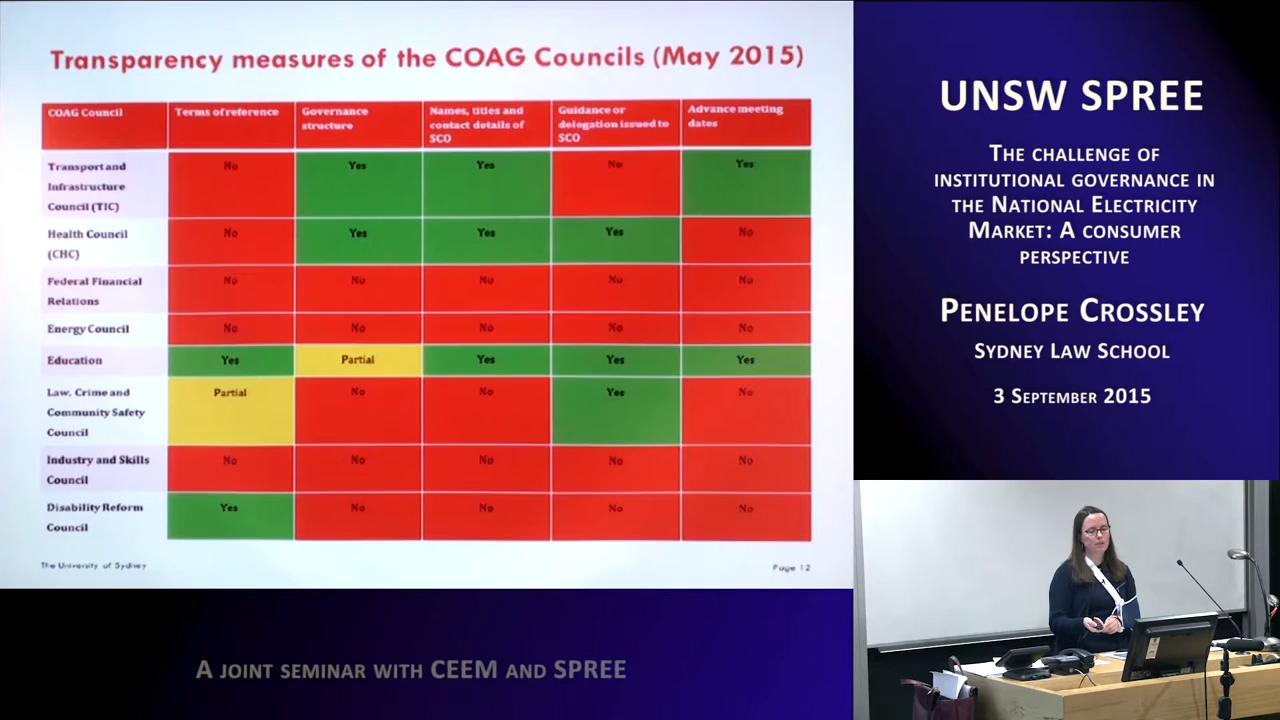 Transparency measures of the COAG Councils (May 2015)
COAG Council
Terms of reference
Governance
structure
Names, titles and
contact details of
SCO
Guidance or
delegation issued to
SCO
Advance meeting
dates
Transport and
Infrastructure
Council (TIC)
No
Yes
Yes
No
Yes
Health Council
(CHC)
No
Yes
Yes
Yes
No
Federal Financial
Relations
No
No
No
No
No
Energy Council
No
No
No
No
No
Education
Yes
Partial
Yes
Yes
Yes
Law, Crime and
Community Safety
Council
Partial
No
No
Yes
No
Industry and Skills
Council
No
No
No
No
No
Disability Reform
Council
Yes
No
No
No
No
The University of Sydney
Page 12
UNSW SPREE
The challenge of
institutional governance in
the National Electricity
Market: A consumer
perspective
Penelope Crossley
Sydney Law School
3 September 2015
A joint seminar with CEEM and SPREE